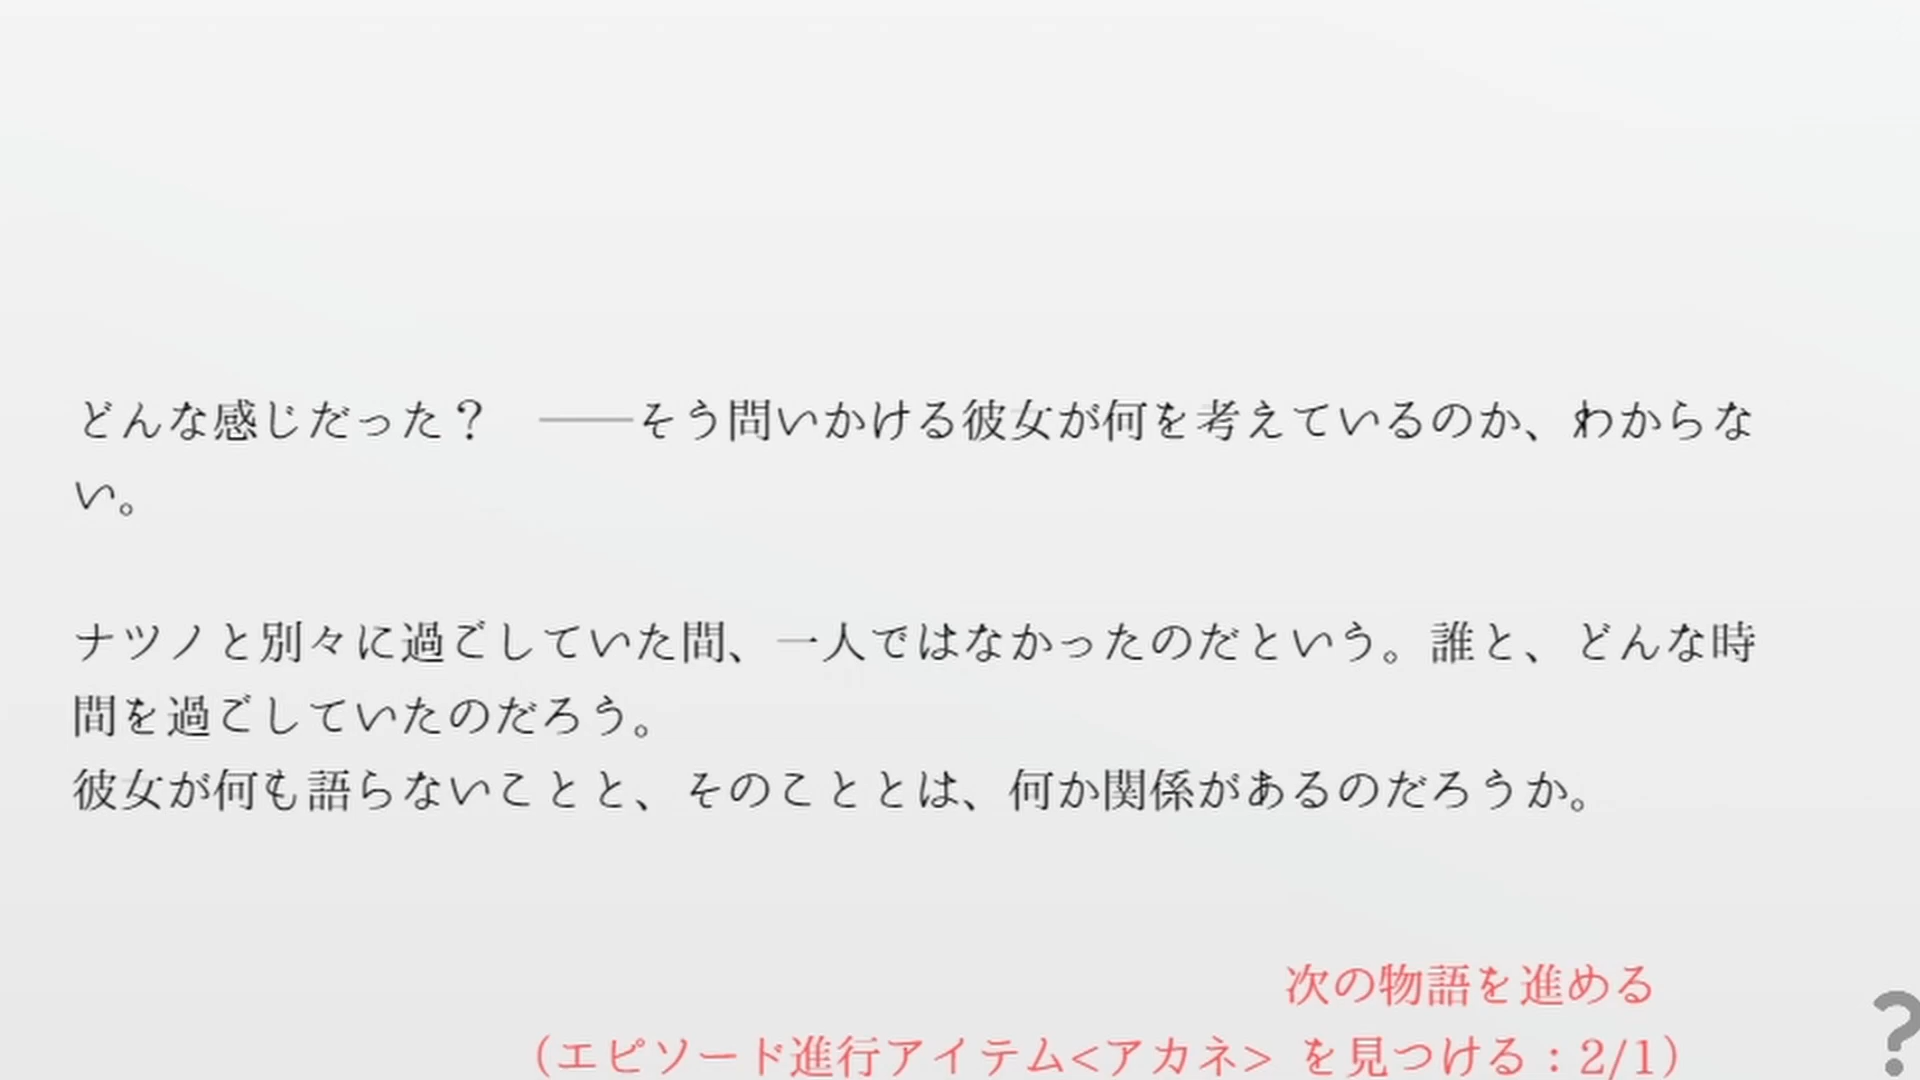 どんな感じだった？　――そう問いかける彼女が何を考えているのか、わからな
い。
ナツノと別々に過ごしていた間、一人ではなかったのだという。誰と、どんな時
間を過ごしていたのだろう。
彼女が何も語らないことと、そのこととは、何か関係があるのだろうか。
次の物語を進める
（エピソード進行アイテム<アカネ> を見つける：2/1）
?